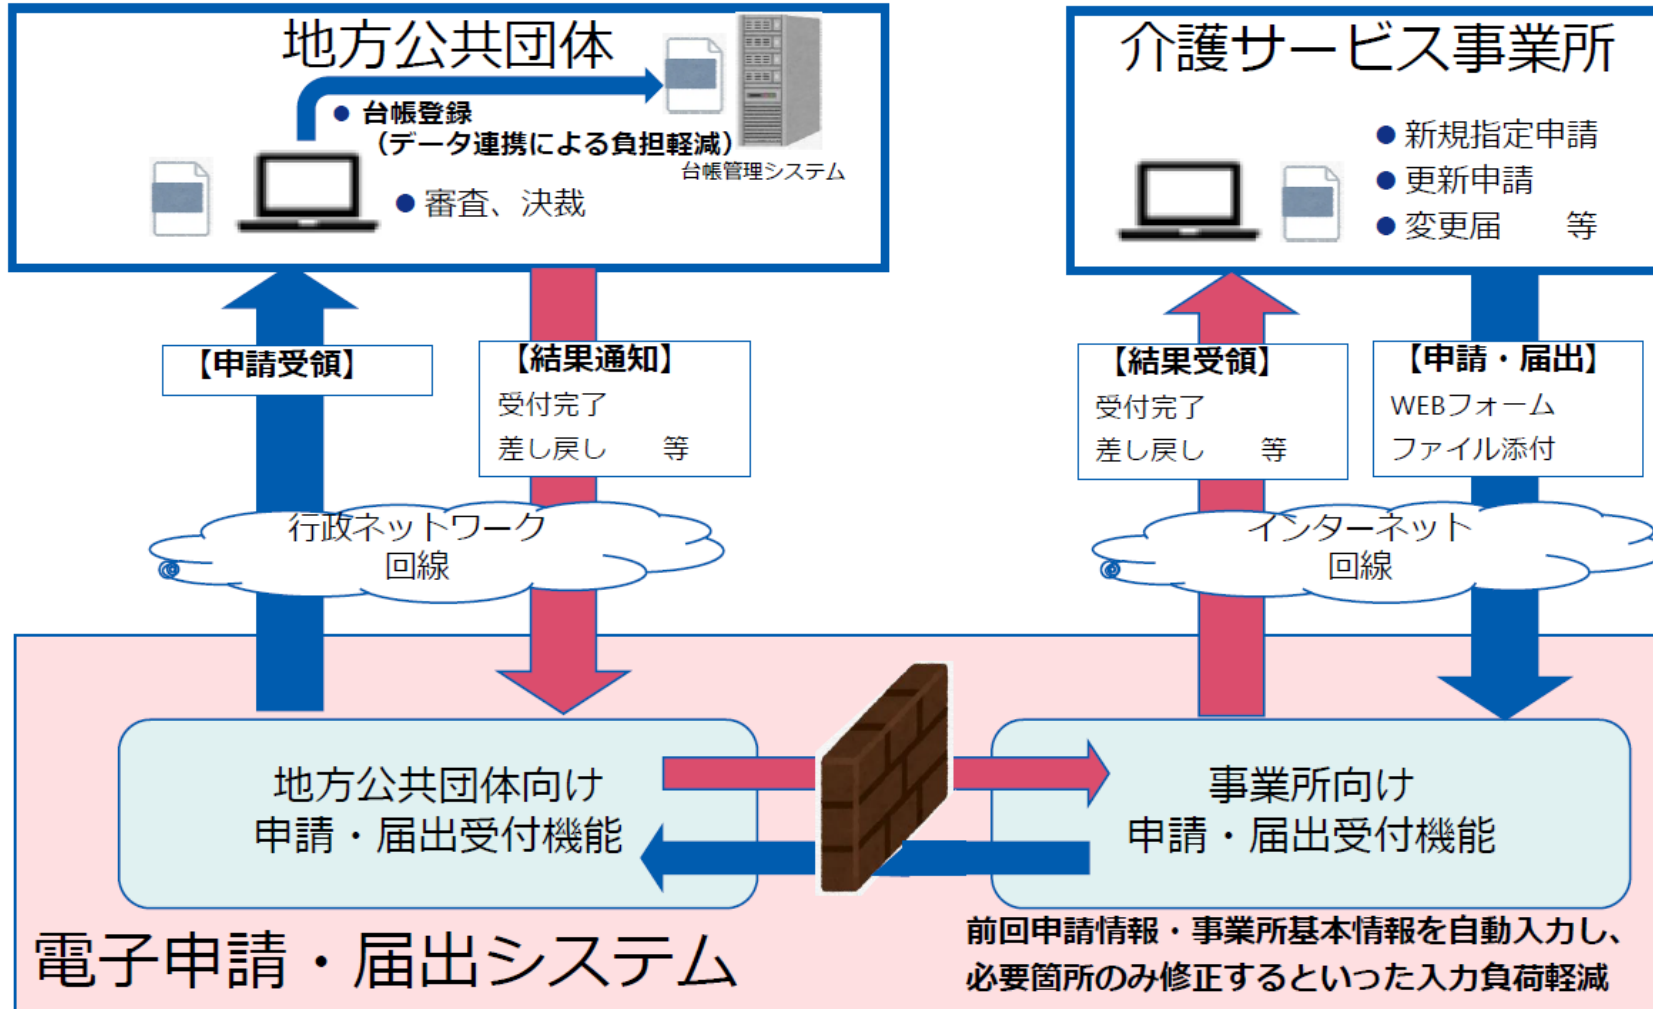 地方公共団体
● 台帳登録
（データ連携による負担軽減）
台帳管理システム
● 審査、決裁
介護サービス事業所
● 新規指定申請
● 更新申請
● 変更届　　等
【申請受領】
【結果通知】
受付完了
差し戻し　　等
【結果受領】
受付完了
差し戻し　　等
【申請・届出】
WEBフォーム
ファイル添付
行政ネットワーク
回線
インターネット
回線
地方公共団体向け
申請・届出受付機能
事業所向け
申請・届出受付機能
電子申請・届出システム
前回申請情報・事業所基本情報を自動入力し、
必要箇所のみ修正するといった入力負荷軽減